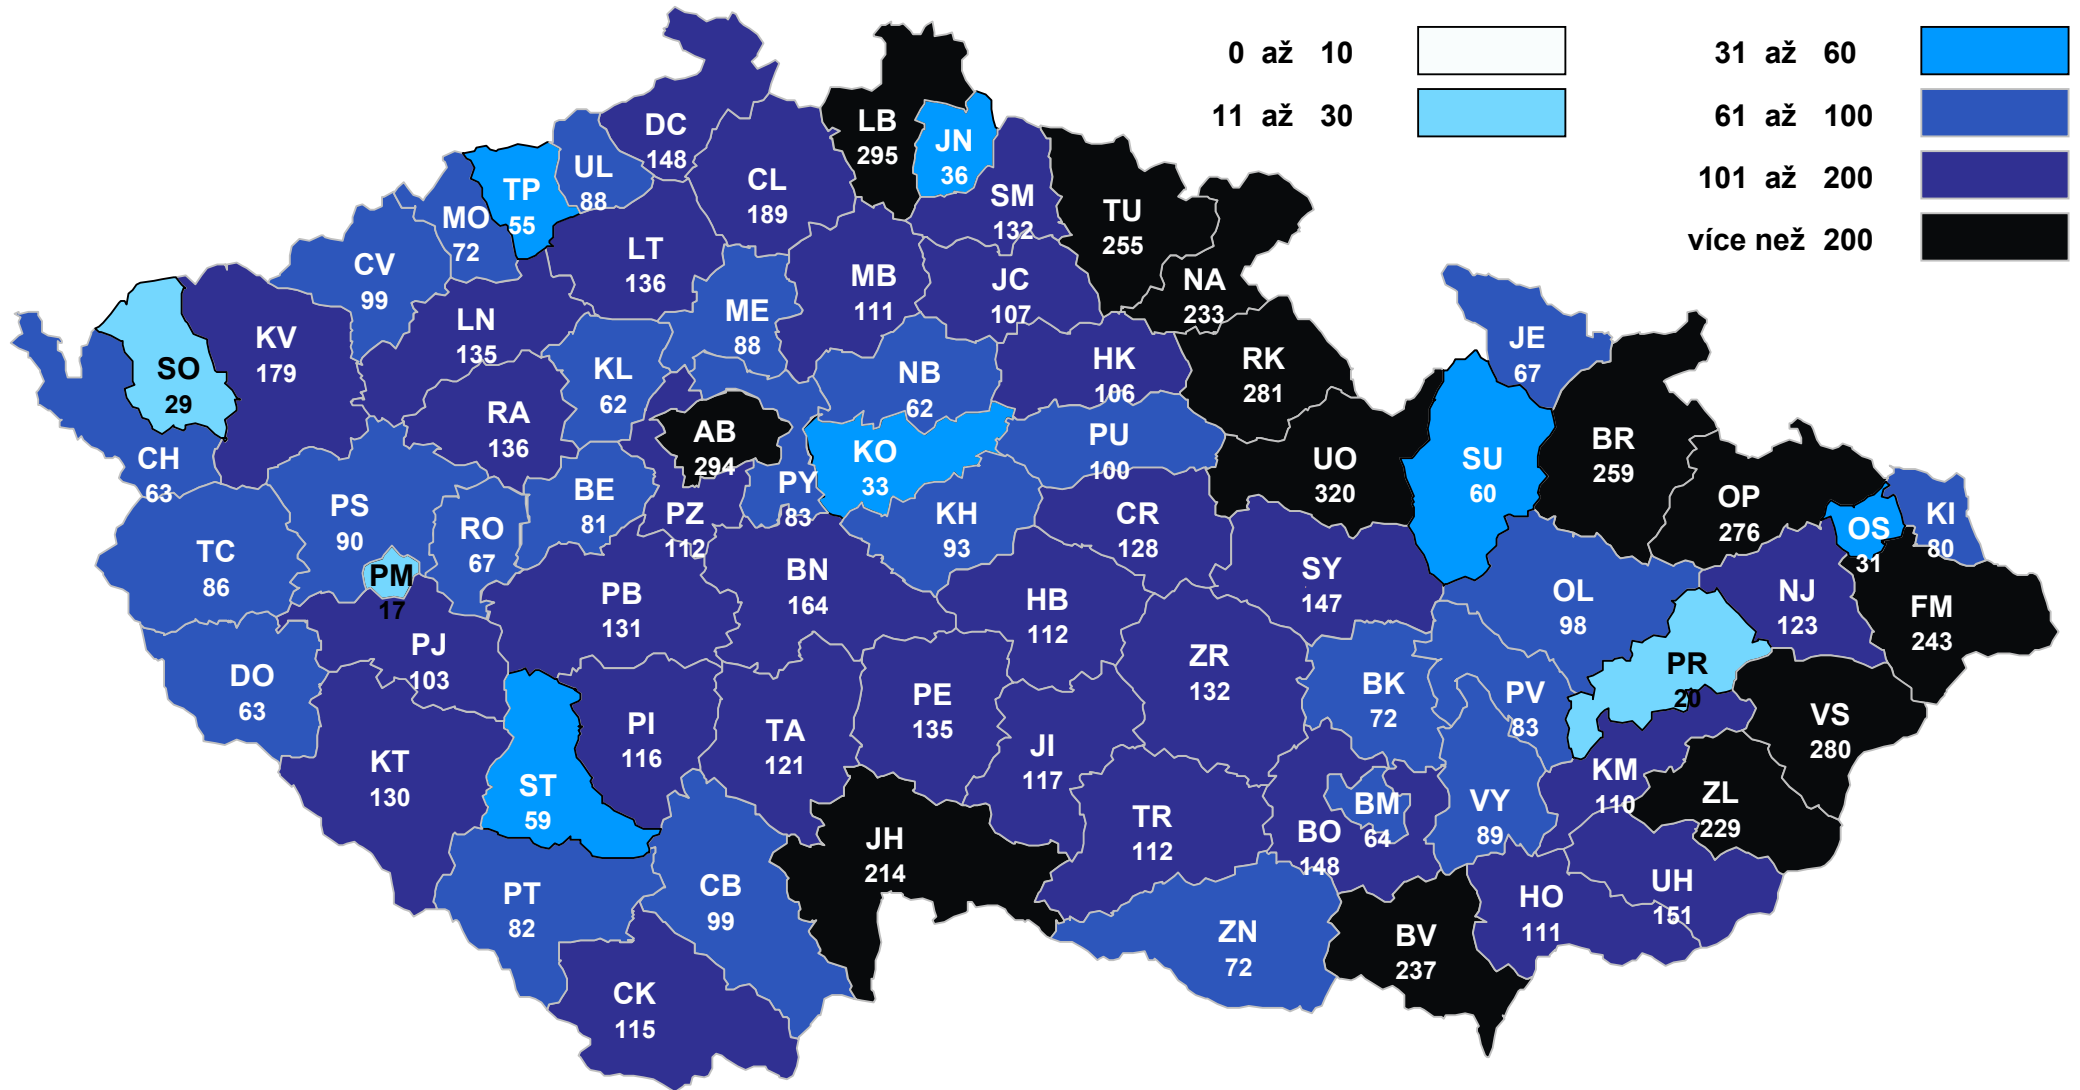 0 až 10
11 až 30
31 až 60
61 až 100
101 až 200
více než 200
DC
148
LB
295
JN
36
UL
88
TP
55
CL
189
SM
132
TU
255
MO
72
LT
136
CV
99
MB
111
JC
107
NA
233
ME
88
LN
135
KV
179
SO
29
KL
62
NB
62
HK
106
RK
281
JE
67
RA
136
AB
294
KO
33
PU
100
UO
320
SU
60
BR
259
CH
63
PS
90
BE
81
PY
83
PZ
112
RO
67
KH
93
CR
128
OP
276
OS
31
KI
80
TC
86
PM
17
PB
131
BN
164
HB
112
SY
147
OL
98
NJ
123
FM
243
PJ
103
DO
63
ZR
132
PR
20
PE
135
BK
72
PV
83
VS
280
KT
130
PI
116
TA
121
JI
117
ST
59
KM
110
ZL
229
BM
64
VY
89
TR
112
BO
148
JH
214
PT
82
CB
99
UH
151
HO
111
ZN
72
BV
237
CK
115